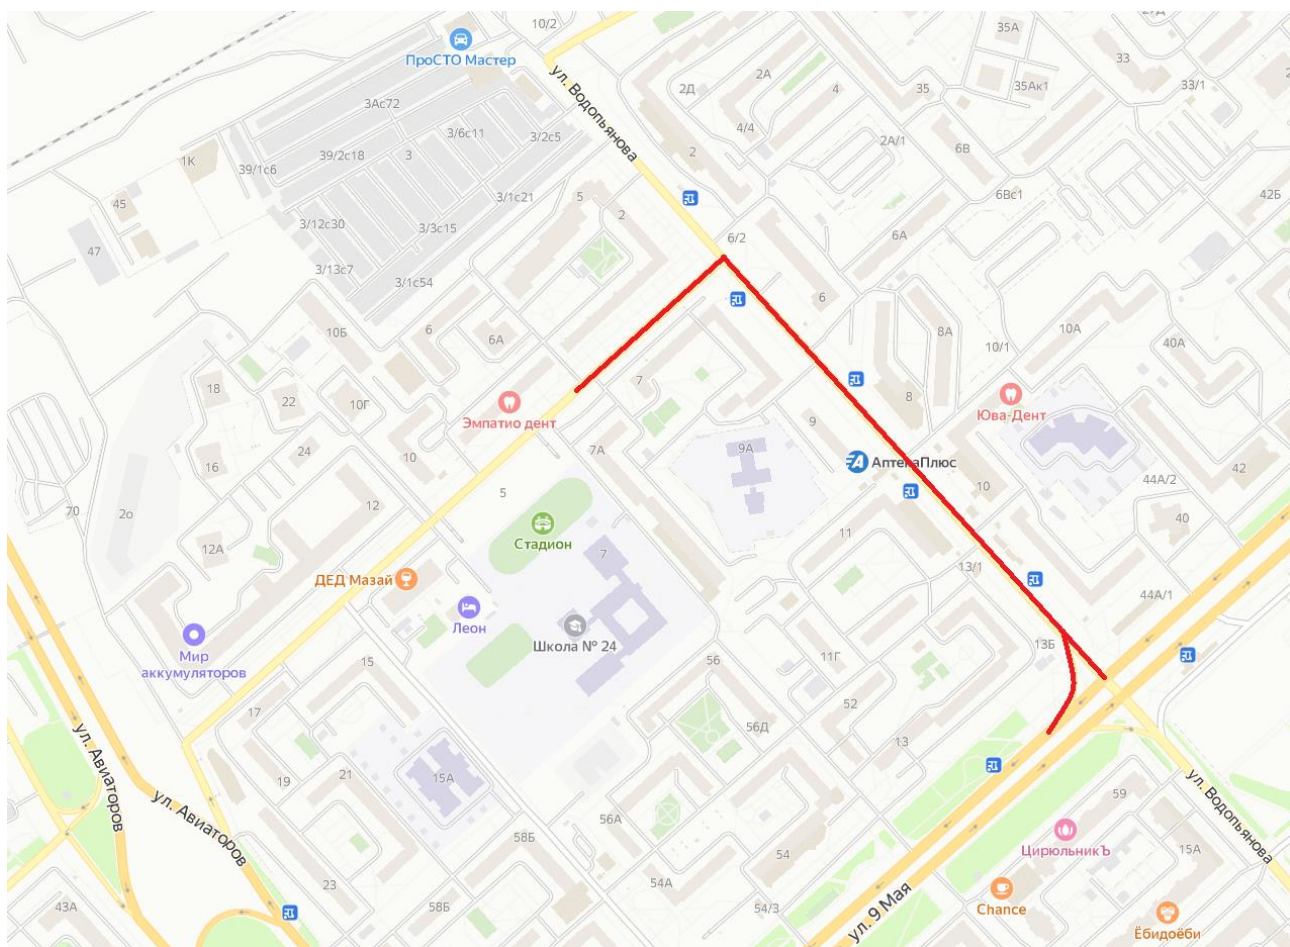 10/2
27Д
35А
ПроСТО Мастер
33
2А
35Ак1
33/1
ул. Водопьянова
2Д
4
35
3Ас72
4/4
3/6с11
3/2с5
2А/1
6В
39/2с18
3
2
1К
39/1с6
6Вс1
42Б
45
3/1с21
5
2
3/12с30
3/3с15
6/2
6А
47
3/13с7
3/1с54
6
6
8А
10А
10Б
6А
10/1
40А
7
18
22
10Г
8
Юва-Дент
Эмпатио дент
9
7А
9А
24
10
16
АптекаПлюс
42
44А/2
10
5
12
70
2о
40
11
Стадион
12А
7
13/1
ДЕД Мазай
44А/1
Леон
Школа № 24
13Б
Мир
аккумуляторов
15
56
11Г
17
52
56Д
13
ул. Авиаторов
19
21
15А
ул. Авиаторов
ул. Водопьянова
59
56А
58Б
ЦирюльникЪ
15А
54
23
54А
ул. 9 Мая
43А
58Б
54/3
Chance
Ёбидоёби